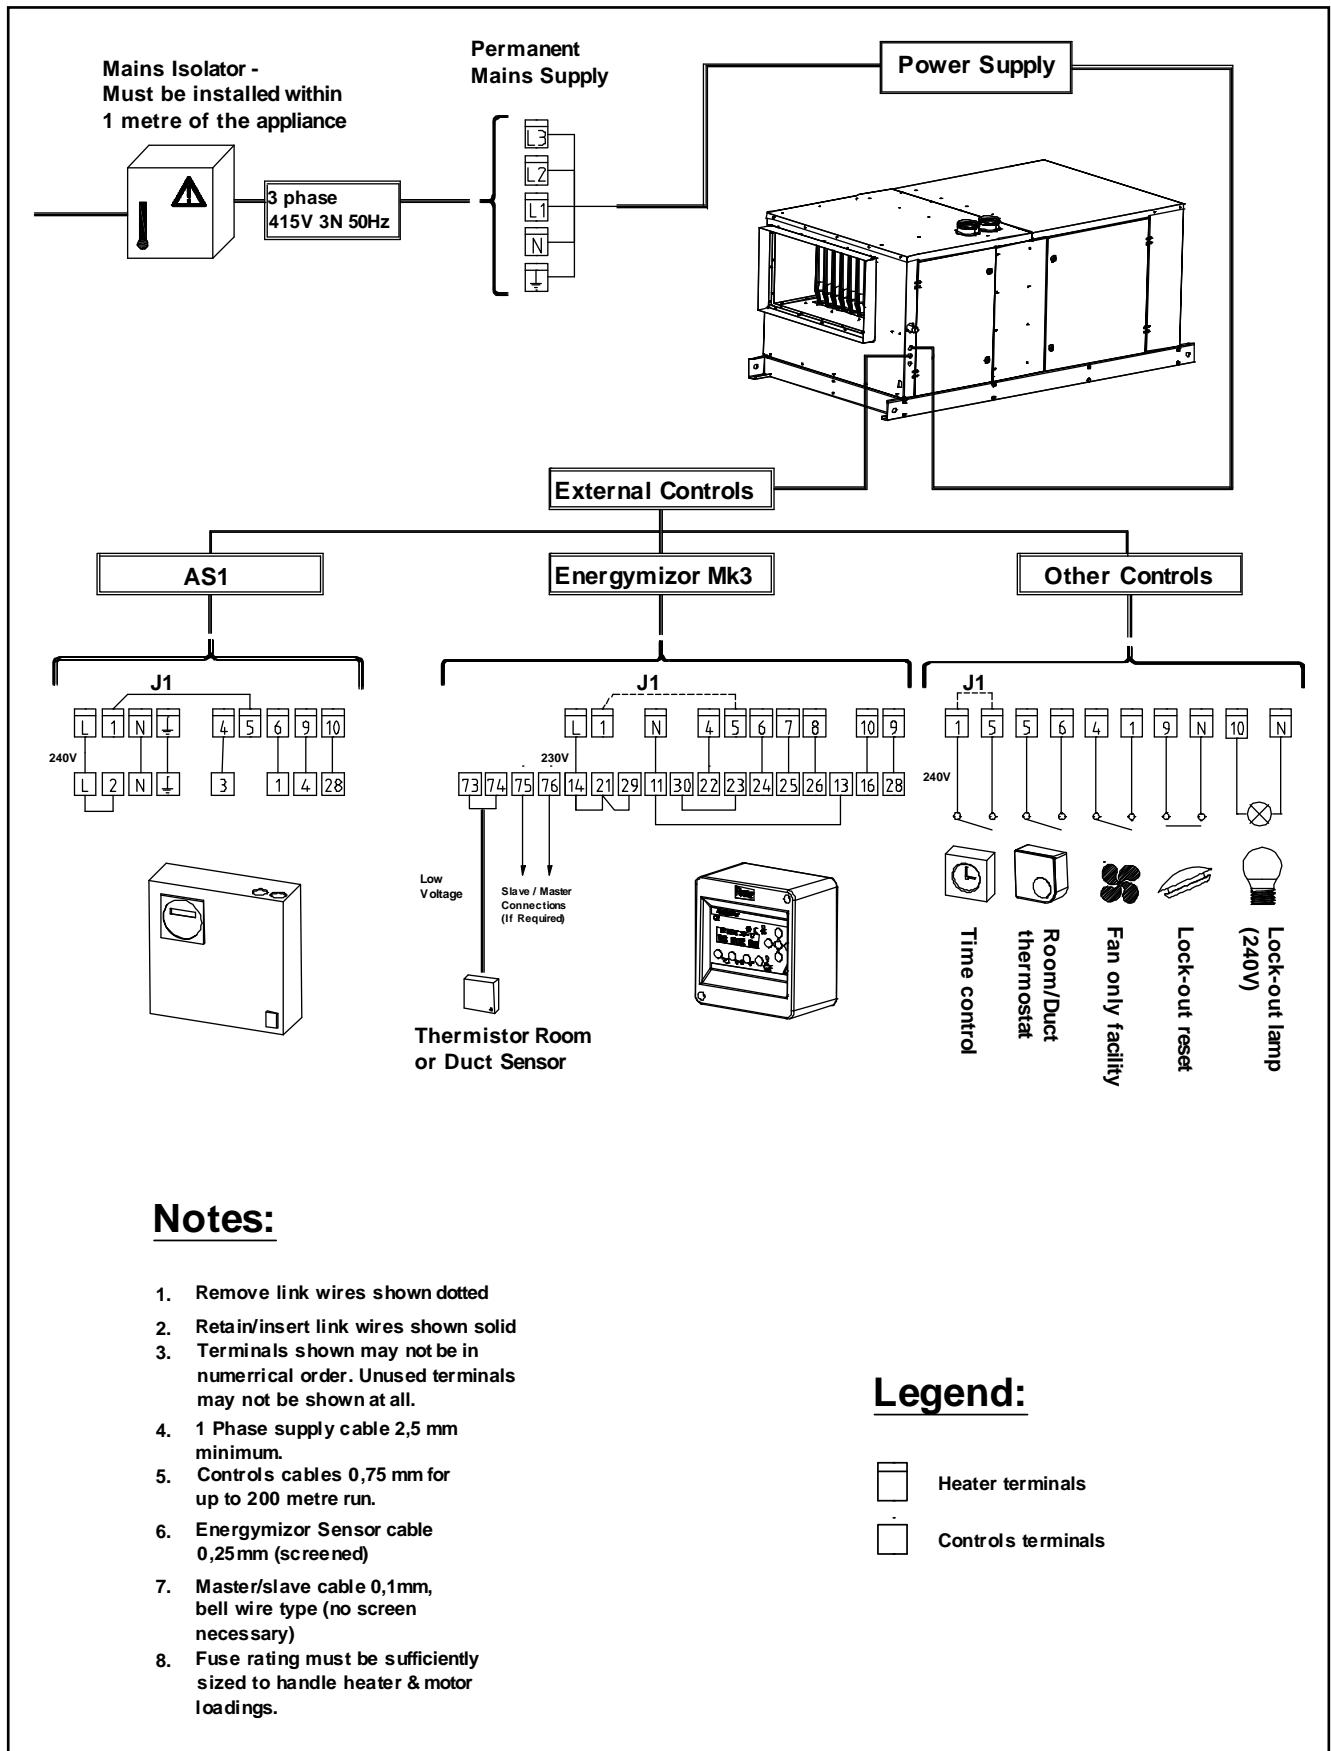 Mains Isolator -
Must be installed within
1 metre of the appliance
Permanent
Mains Supply
Power Supply
3 phase
415V 3N 50Hz
L3
L2
L1
N
External Controls
AS1
Energymizor Mk3
Other Controls
J1
L 1 N 4 5 6 9 10
240V
L 2 N 3 1 4 28
J1
L 1 N 4 5 6 7 8 10 9
230V
73 74 75 76 14 21 29 11 30 22 23 24 25 26 13 16 28
Low
Voltage
Slave / Master
Connections
(If Required)
Thermistor Room
or Duct Sensor
J1
1 5 5 6 4 1 9 N 10 N
240V
Time control
Room/Duct
thermostat
Fan only facility
Lock-out reset
Lock-out lamp
(240V)
Notes:
1. Remove link wires shown dotted
2. Retain/insert link wires shown solid
3. Terminals shown may not be in
numerrical order. Unused terminals
may not be shown at all.
4. 1 Phase supply cable 2,5 mm
minimum.
5. Controls cables 0,75 mm for
up to 200 metre run.
6. Energymizor Sensor cable
0,25mm (screened)
7. Master/slave cable 0,1mm,
bell wire type (no screen
necessary)
8. Fuse rating must be sufficiently
sized to handle heater & motor
loadings.
Legend:
Heater terminals
Controls terminals